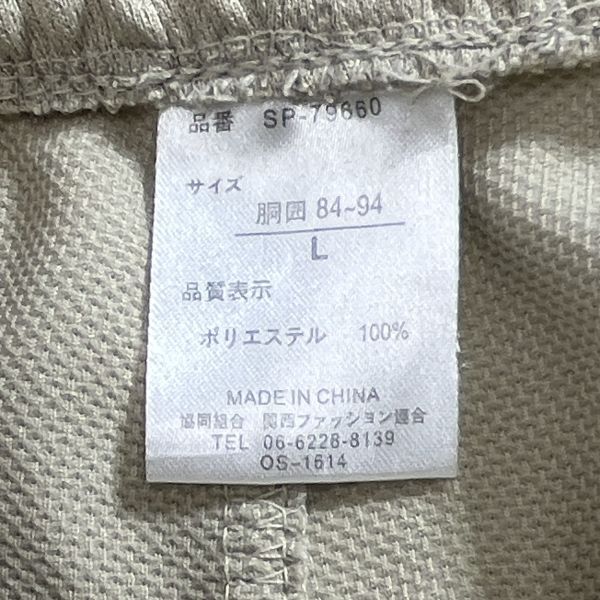 品番 SP-79660
サイズ
胴囲 84~94
L
品質表示
ポリエステル 100%
MADE IN CHINA
協同組合 関西ファッション連合
TEL 06-6228-8139
OS-1614